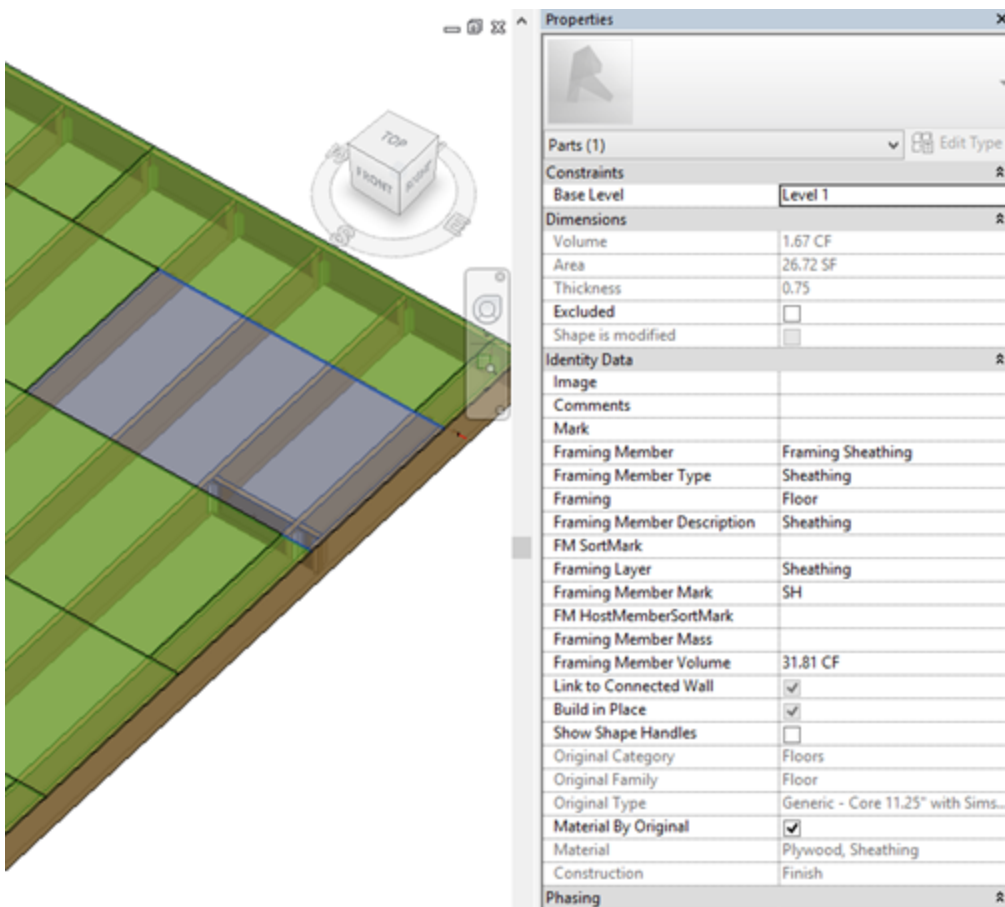 Properties
Parts (1)
Edit Type
Constraints
Base Level Level 1
Dimensions
Volume 1.67 CF
Area 26.72 SF
Thickness 0.75
Excluded
Shape is modified
Identity Data
Image
Comments
Mark
Framing Member Framing Sheathing
Framing Member Type Sheathing
Framing Floor
Framing Member Description Sheathing
FM SortMark
Framing Layer Sheathing
Framing Member Mark SH
FM HostMemberSortMark
Framing Member Mass
Framing Member Volume 31.81 CF
Link to Connected Wall
Build in Place
Show Shape Handles
Original Category Floors
Original Family Floor
Original Type Generic - Core 11.25" with Sims...
Material By Original
Material Plywood, Sheathing
Construction Finish
Phasing
TOP
FRONT
E